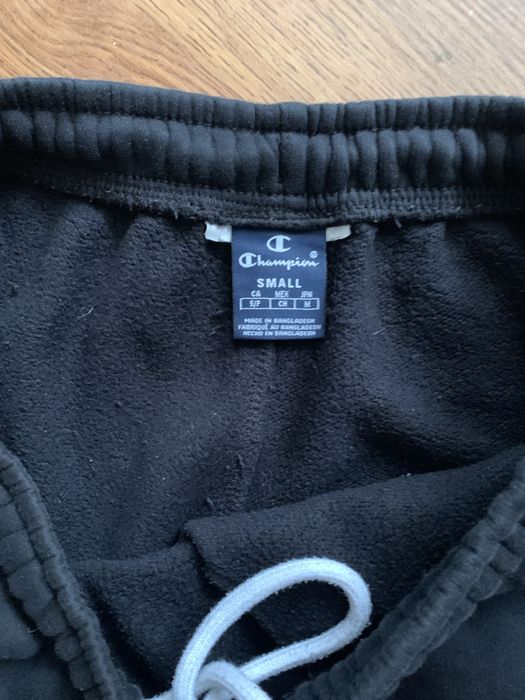 Champion
SMALL
CA MEX JPN
S/P CH M
MADE IN BANGLADESH
FABRIQUÉ AU BANGLADESH
HECHO EN BANGLADESH